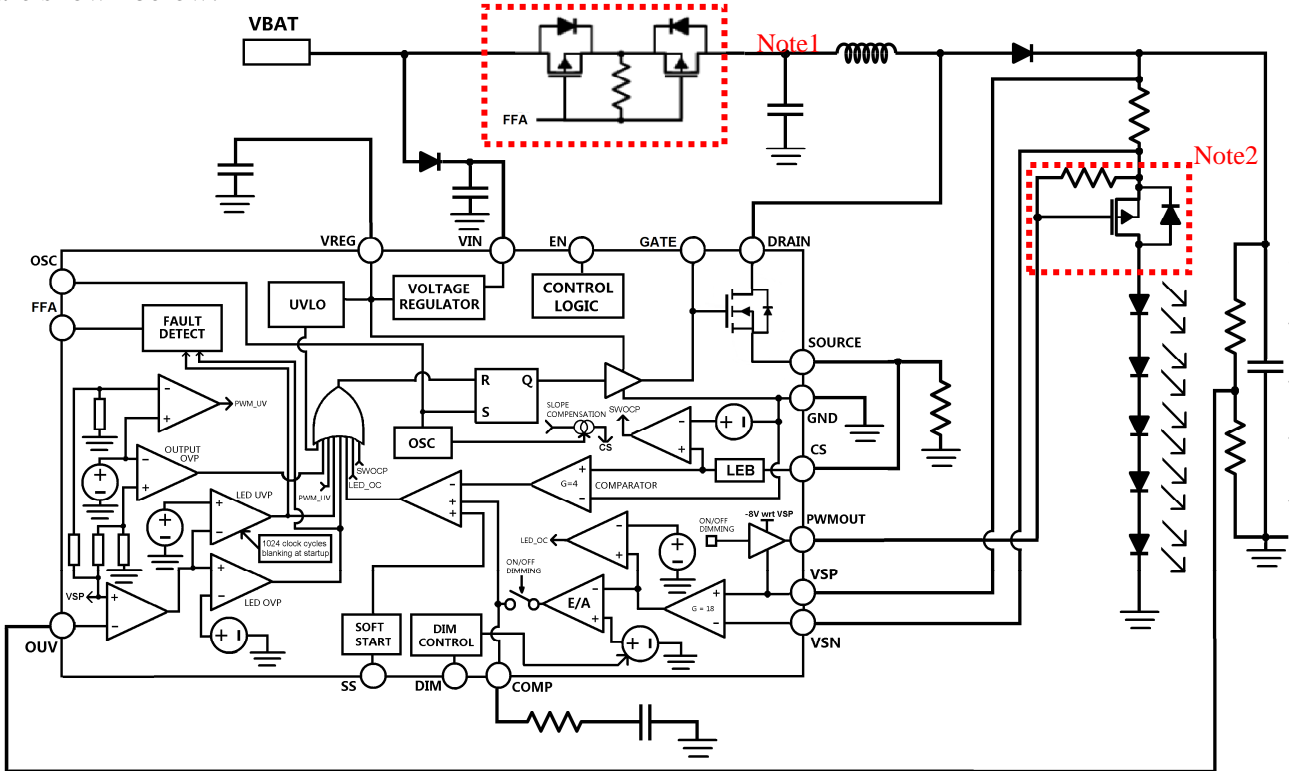 VBAT
Note1
FFA
Note2
VREG
VIN
EN
GATE
DRAIN
OSC
FFA
UVLO
VOLTAGE
REGULATOR
CONTROL
LOGIC
FAULT
DETECT
SOURCE
R
Q
S
PWM_UV
SLOPE
COMPENSATION
SWOCP
GND
OSC
CS
CS
OUTPUT
OVP
SWOCP
LED_OC
PWM_UV
LEB
G=4
COMPARATOR
LED UVP
-8V wrt VSP
ON/OFF
DIMMING
PWMOUT
1024 clock cycles
blanking at startup
LED_OC
ON/OFF
DIMMING
VSP
VSP
LED OVP
E/A
G = 18
OUV
SOFT
START
DIM
CONTROL
VSN
SS
DIM
COMP